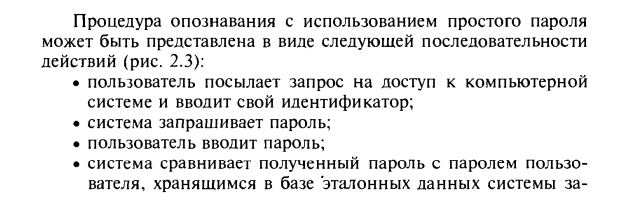 Процедура опознавания с использованием простого пароля
может быть представлена в виде следующей последовательности
действий (рис. 2.3):
• пользователь посылает запрос на доступ к компьютерной
системе и вводит свой идентификатор;
• система запрашивает пароль;
• пользователь вводит пароль;
• система сравнивает полученный пароль с паролем пользо-
вателя, хранящимся в базе эталонных данных системы за-